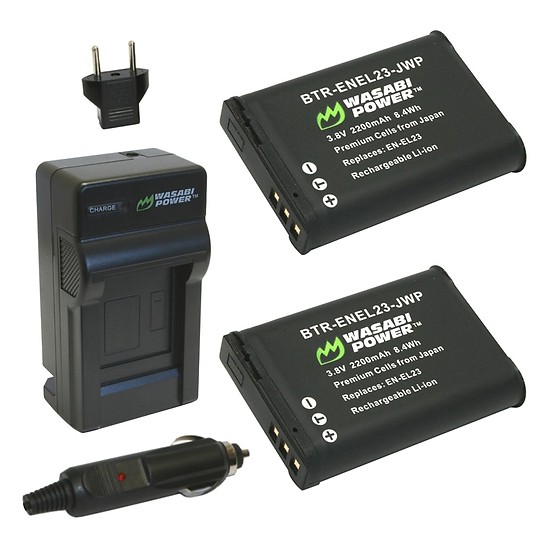 CHARGE
WASABI
POWER
BTR-ENEL23-JWP
WASABI
POWER™
3.8V 2200mAh 8.4Wh
Premium Cells from Japan
Replaces: EN-EL23
Rechargeable Li-ion
- T +
BTR-ENEL23-JWP
WASABI
POWER™
3.8V 2200mAh 8.4Wh
Premium Cells from Japan
Replaces: EN-EL23
Rechargeable Li-ion
- T +